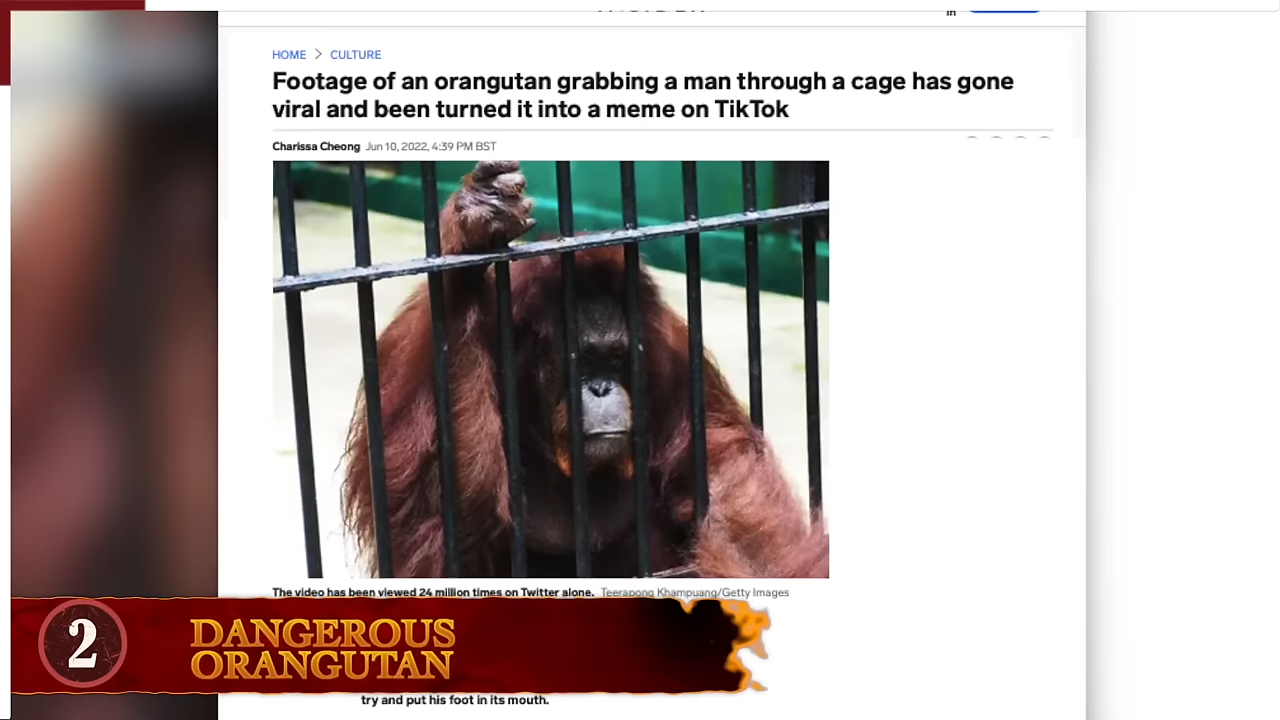 in
HOME > CULTURE
Footage of an orangutan grabbing a man through a cage has gone
viral and been turned it into a meme on TikTok
Charissa Cheong Jun 10, 2022, 4:39 PM BST
The video has been viewed 24 million times on Twitter alone. Teerapong Khampuang/Getty Images
2
DANGEROUS
ORANGUTAN
try and put his foot in its mouth.